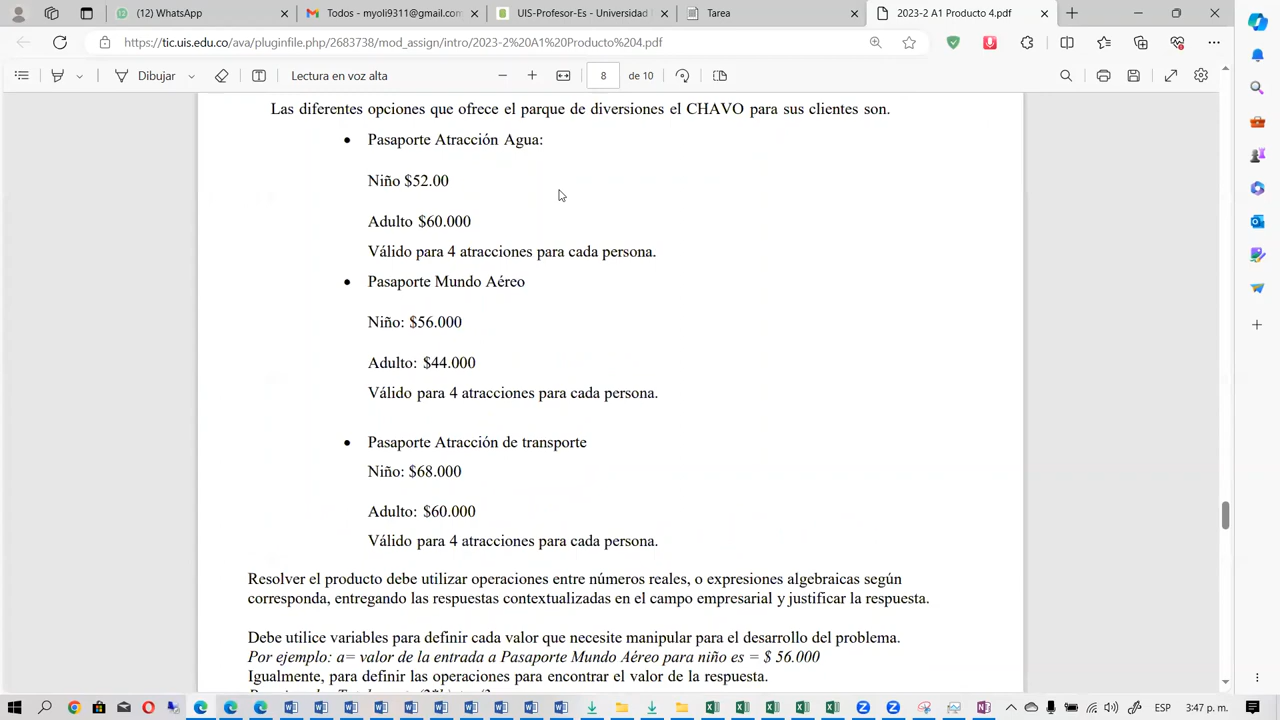 (12) WhatsApp
Todos - myoli9311@gmail.com
UIS-Profesor-Es - Universidad
Tarea
2023-2 A1 Producto 4.pdf
https://tic.uis.edu.co/ava/pluginfile.php/2683738/mod_assign/intro/2023-2%20A1%20Producto%204.pdf
Dibujar
Lectura en voz alta
8
de 10
Las diferentes opciones que ofrece el parque de diversiones el CHAVO para sus clientes son.
• Pasaporte Atracción Agua:
Niño $52.00
Adulto $60.000
Válido para 4 atracciones para cada persona.
• Pasaporte Mundo Aéreo
Niño: $56.000
Adulto: $44.000
Válido para 4 atracciones para cada persona.
• Pasaporte Atracción de transporte
Niño: $68.000
Adulto: $60.000
Válido para 4 atracciones para cada persona.
Resolver el producto debe utilizar operaciones entre números reales, o expresiones algebraicas según
corresponda, entregando las respuestas contextualizadas en el campo empresarial y justificar la respuesta.
Debe utilice variables para definir cada valor que necesite manipular para el desarrollo del problema.
Por ejemplo: a= valor de la entrada a Pasaporte Mundo Aéreo para niño es = $ 56.000
Igualmente, para definir las operaciones para encontrar el valor de la respuesta.
ESP
3:47 p. m.